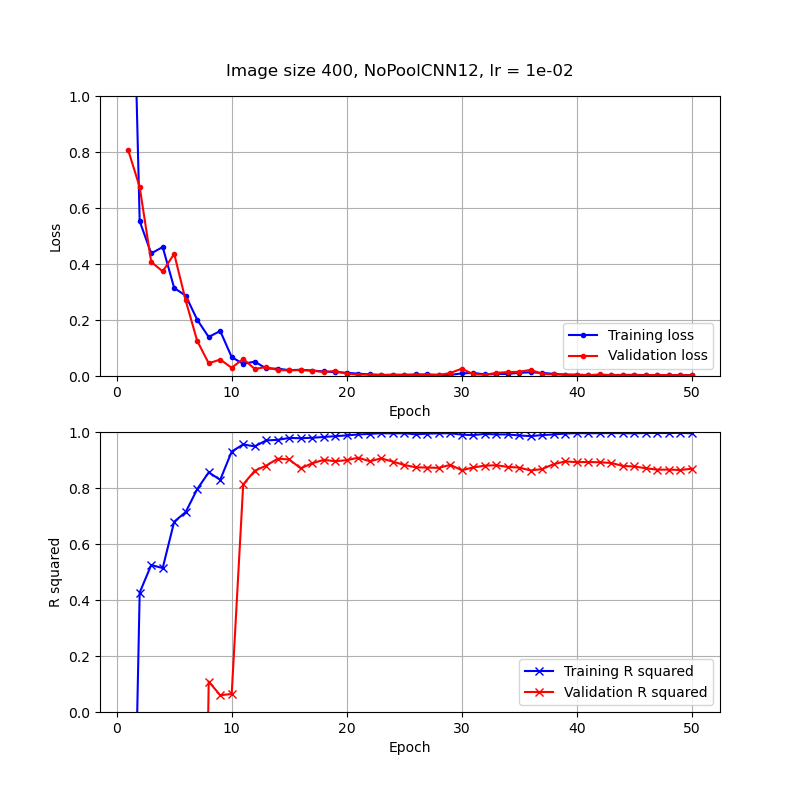 Image size 400, NoPoolCNN12, lr = 1e-02
1.0
0.8
0.6
0.4
0.2
0.0
Loss
0 10 20 30 40 50
Epoch
Training loss
Validation loss
1.0
0.8
0.6
0.4
0.2
0.0
R squared
0 10 20 30 40 50
Epoch
Training R squared
Validation R squared